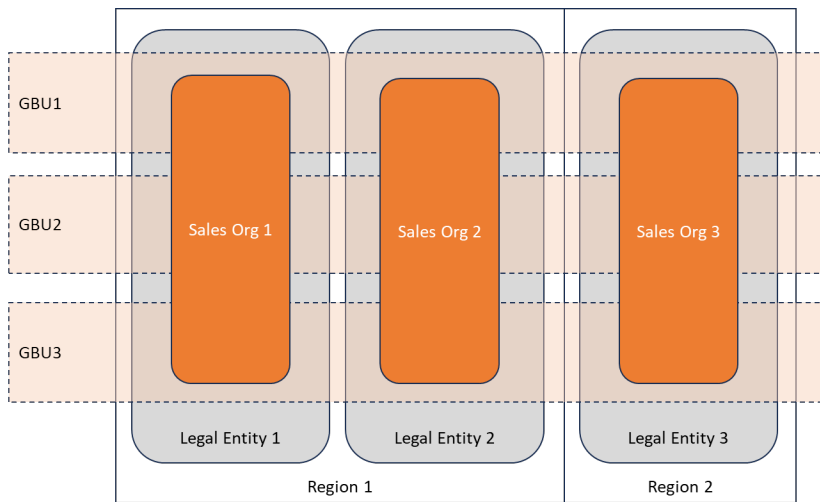 GBU1
GBU2
Sales Org 1
Sales Org 2
Sales Org 3
GBU3
Legal Entity 1
Legal Entity 2
Legal Entity 3
Region 1
Region 2